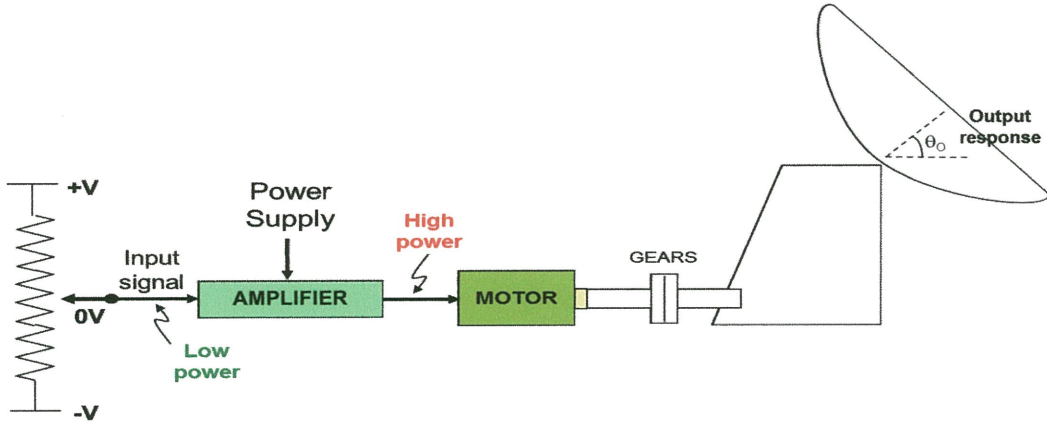 Output
response
θO
+V
Power
Supply
High
power
Input
signal
GEARS
AMPLIFIER
MOTOR
0V
Low
power
-V